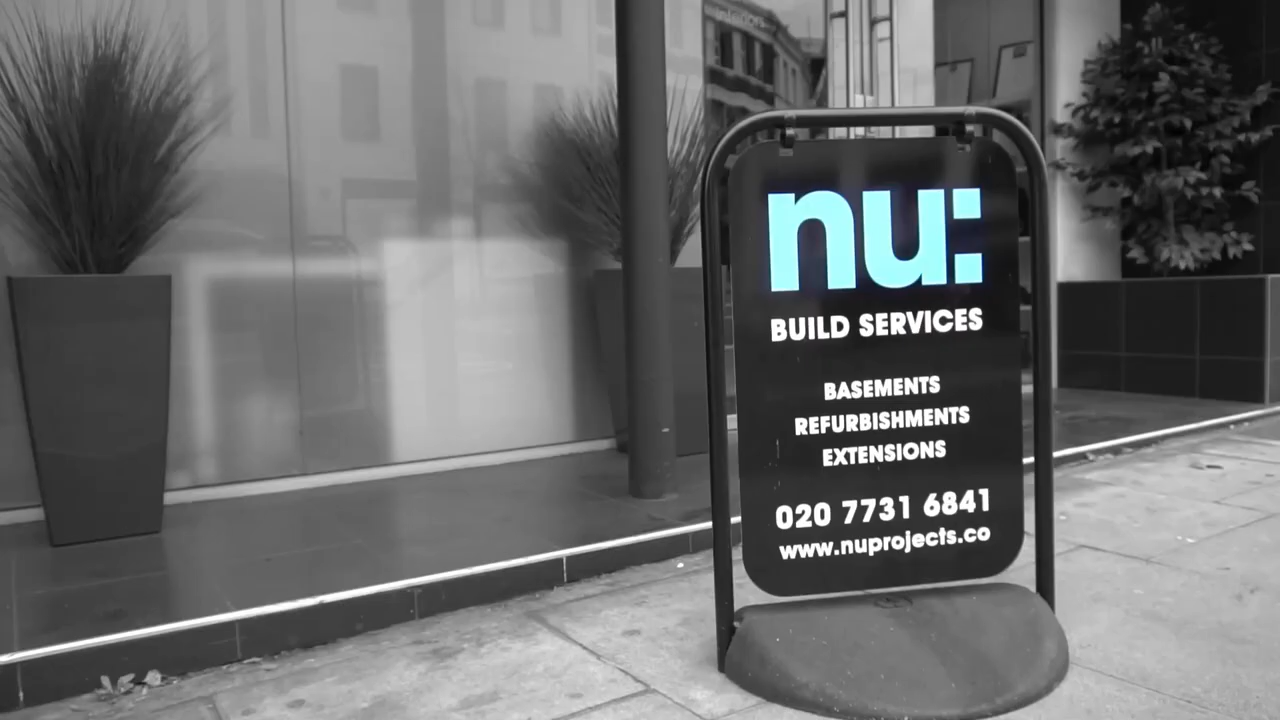 nu:
BUILD SERVICES
BASEMENTS
REFURBISHMENTS
EXTENSIONS
020 7731 6841
www.nuprojects.co